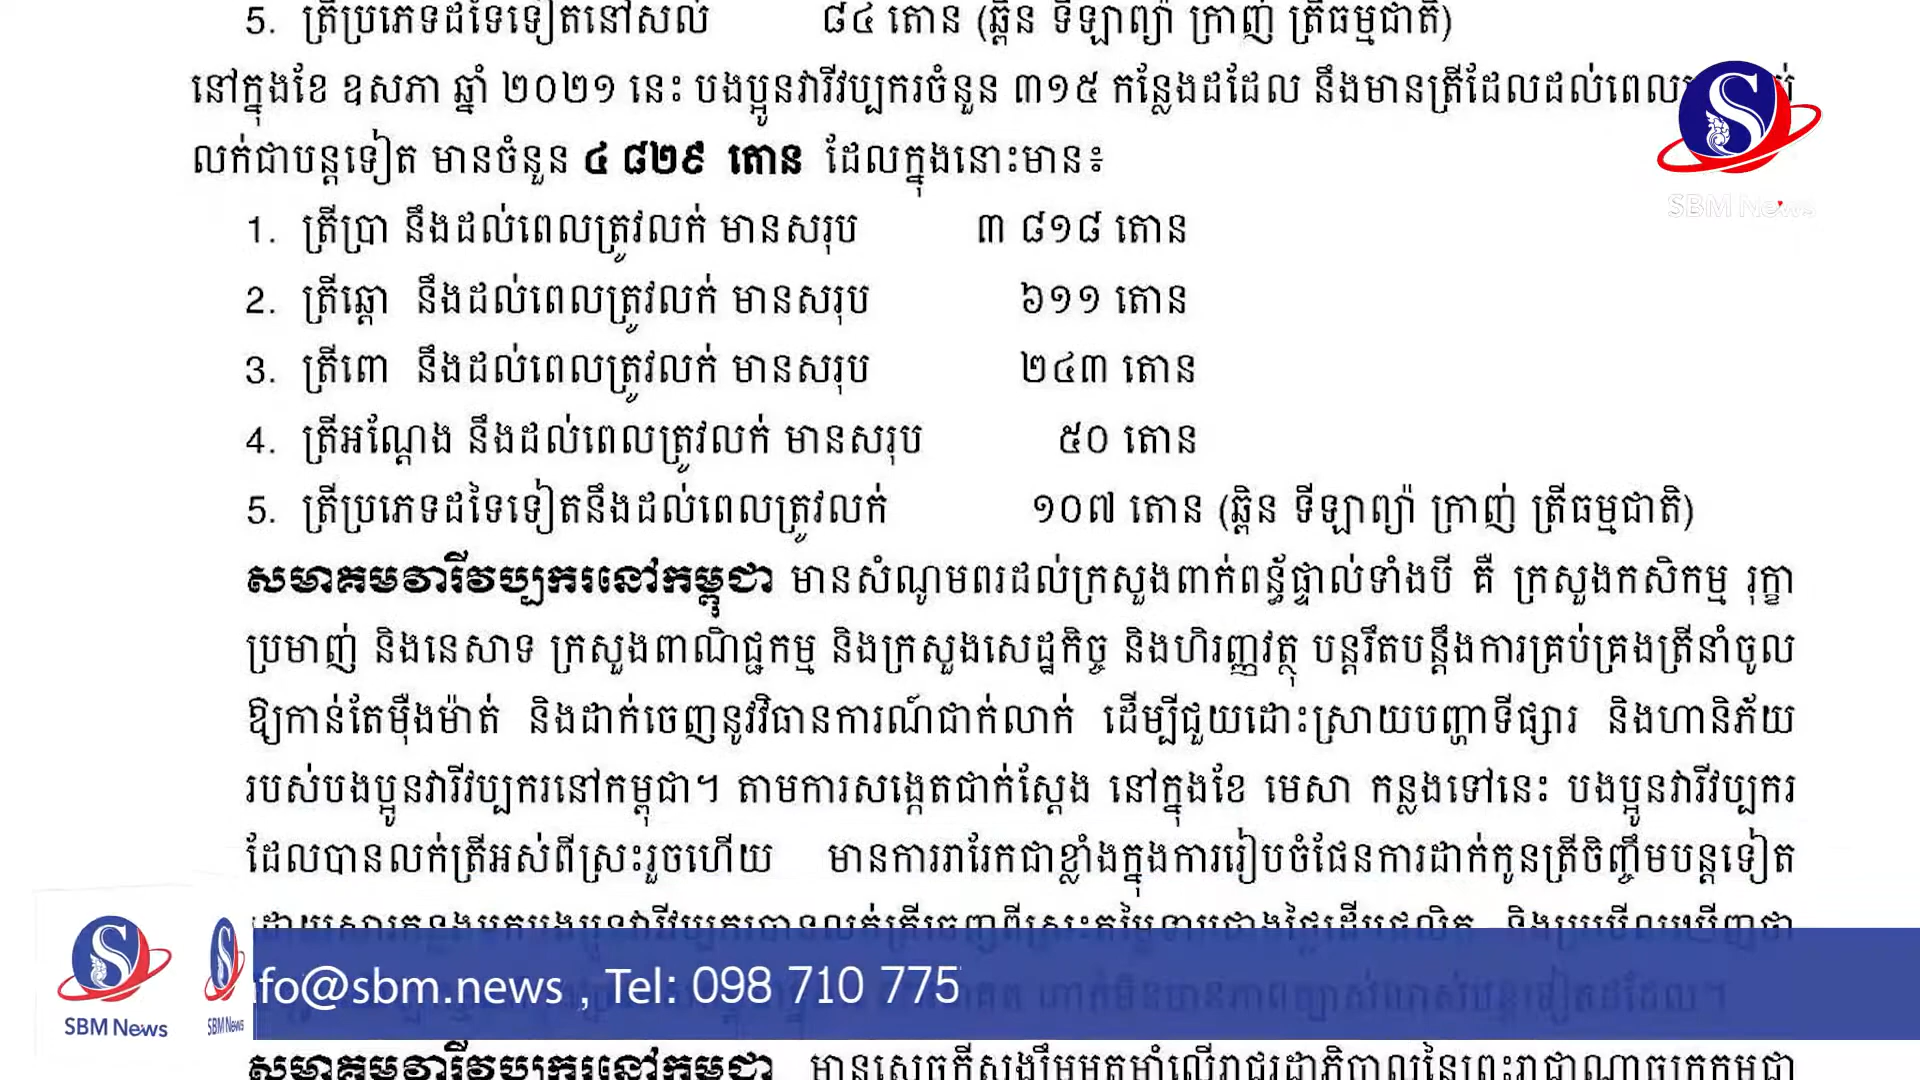 5. ត្រីប្រភេទដទៃទៀតនៅសល់ ៨៤ តោន (ឆ្ពិន ទីឡាព្យ៉ា ក្រាញ់ ត្រីធម្មជាតិ)
នៅក្នុងខែ ឧសភា ឆ្នាំ ២០២១ នេះ បងប្អូនវារីវប្បករចំនួន ៣១៥ កន្លែងដដែល នឹងមានត្រីដែលដល់ពេល
លក់ជាបន្តទៀត មានចំនួន ៤ ៨២៩ តោន ដែលក្នុងនោះមាន៖
1. ត្រីប្រា នឹងដល់ពេលត្រូវលក់ មានសរុប ៣ ៨១៨ តោន
2. ត្រីឆ្តោ នឹងដល់ពេលត្រូវលក់ មានសរុប ៦១១ តោន
3. ត្រីពោ នឹងដល់ពេលត្រូវលក់ មានសរុប ២៤៣ តោន
4. ត្រីអណ្តែង នឹងដល់ពេលត្រូវលក់ មានសរុប ៥០ តោន
5. ត្រីប្រភេទដទៃទៀតនឹងដល់ពេលត្រូវលក់ ១០៧ តោន (ឆ្ពិន ទីឡាព្យ៉ា ក្រាញ់ ត្រីធម្មជាតិ)
សមាគមវារីវប្បករនៅកម្ពុជា មានសំណូមពរដល់ក្រសួងពាក់ពន្ធ័ផ្ទាល់ទាំងបី គឺ ក្រសួងកសិកម្ម រុក្ខា
ប្រមាញ់ និងនេសាទ ក្រសួងពាណិជ្ជកម្ម និងក្រសួងសេដ្ឋកិច្ច និងហិរញ្ញវត្ថុ បន្តរឹតបន្តឹងការគ្រប់គ្រងត្រីនាំចូល
ឱ្យកាន់តែម៉ឺងម៉ាត់ និងដាក់ចេញនូវវិធានការណ៍ជាក់លាក់ ដើម្បីជួយដោះស្រាយបញ្ហាទីផ្សារ និងហានិភ័យ
របស់បងប្អូនវារីវប្បករនៅកម្ពុជា។ តាមការសង្កេតជាក់ស្តែង នៅក្នុងខែ មេសា កន្លងទៅនេះ បងប្អូនវារីវប្បករ
ដែលបានលក់ត្រីអស់ពីស្រះរួចហើយ មានការរារែកជាខ្លាំងក្នុងការរៀបចំផែនការដាក់កូនត្រីចិញ្ចឹមបន្តទៀត
nfo@sbm.news , Tel: 098 710 775
សមាគមវារីវប្បករនៅកម្ពុជា
SBM News
SBM News
SBM News